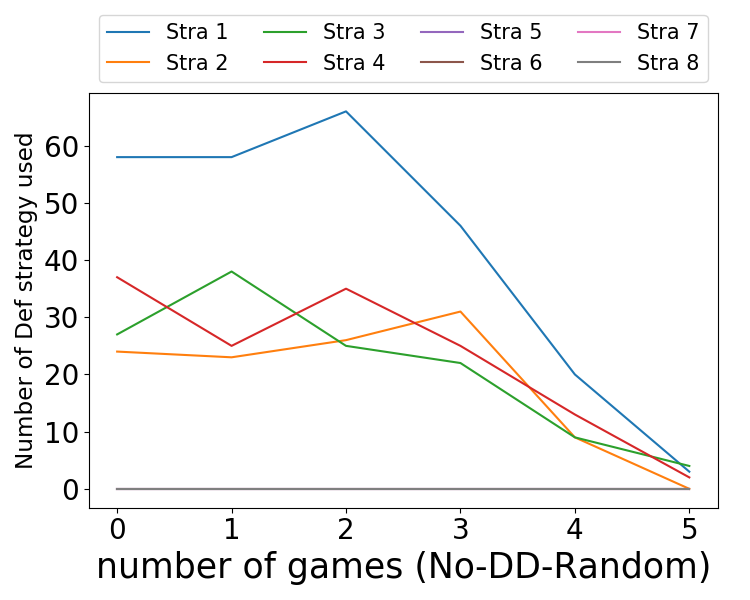 Stra 1 Stra 3 Stra 5 Stra 7
Stra 2 Stra 4 Stra 6 Stra 8
Number of Def strategy used
60
50
40
30
20
10
0
0 1 2 3 4 5
number of games (No-DD-Random)